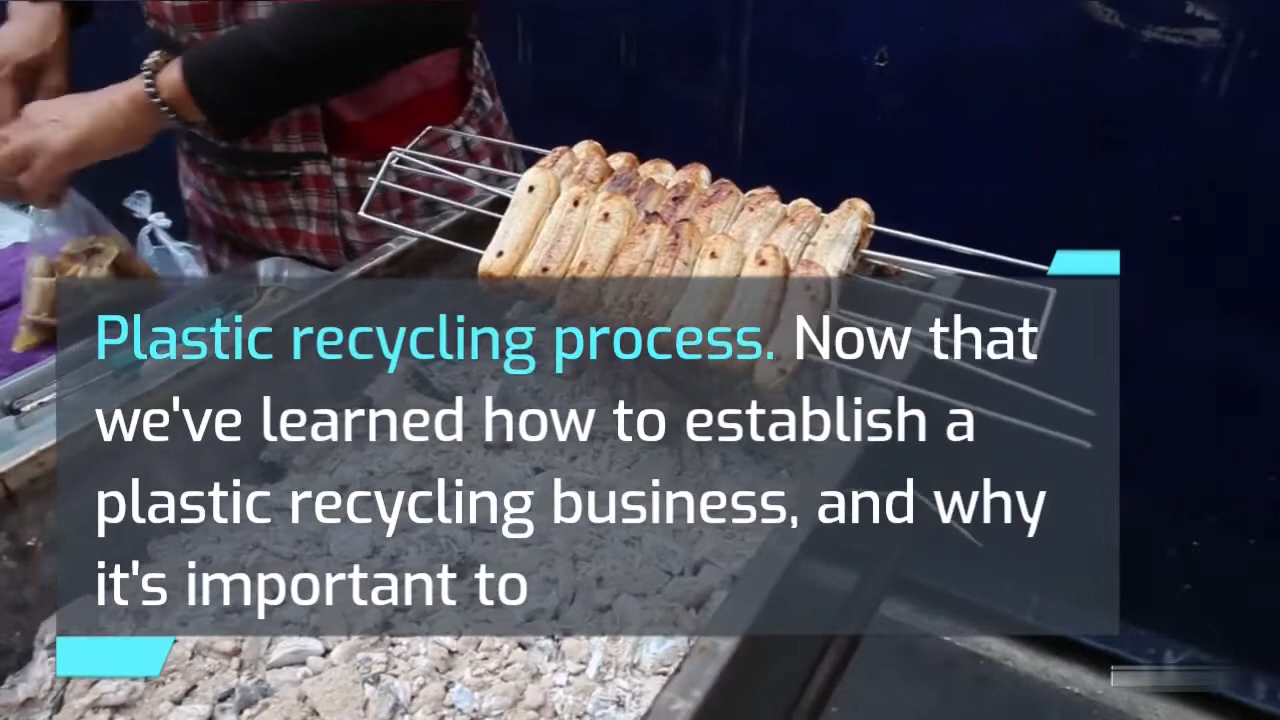 Plastic recycling process. Now that
we've learned how to establish a
plastic recycling business, and why
it's important to